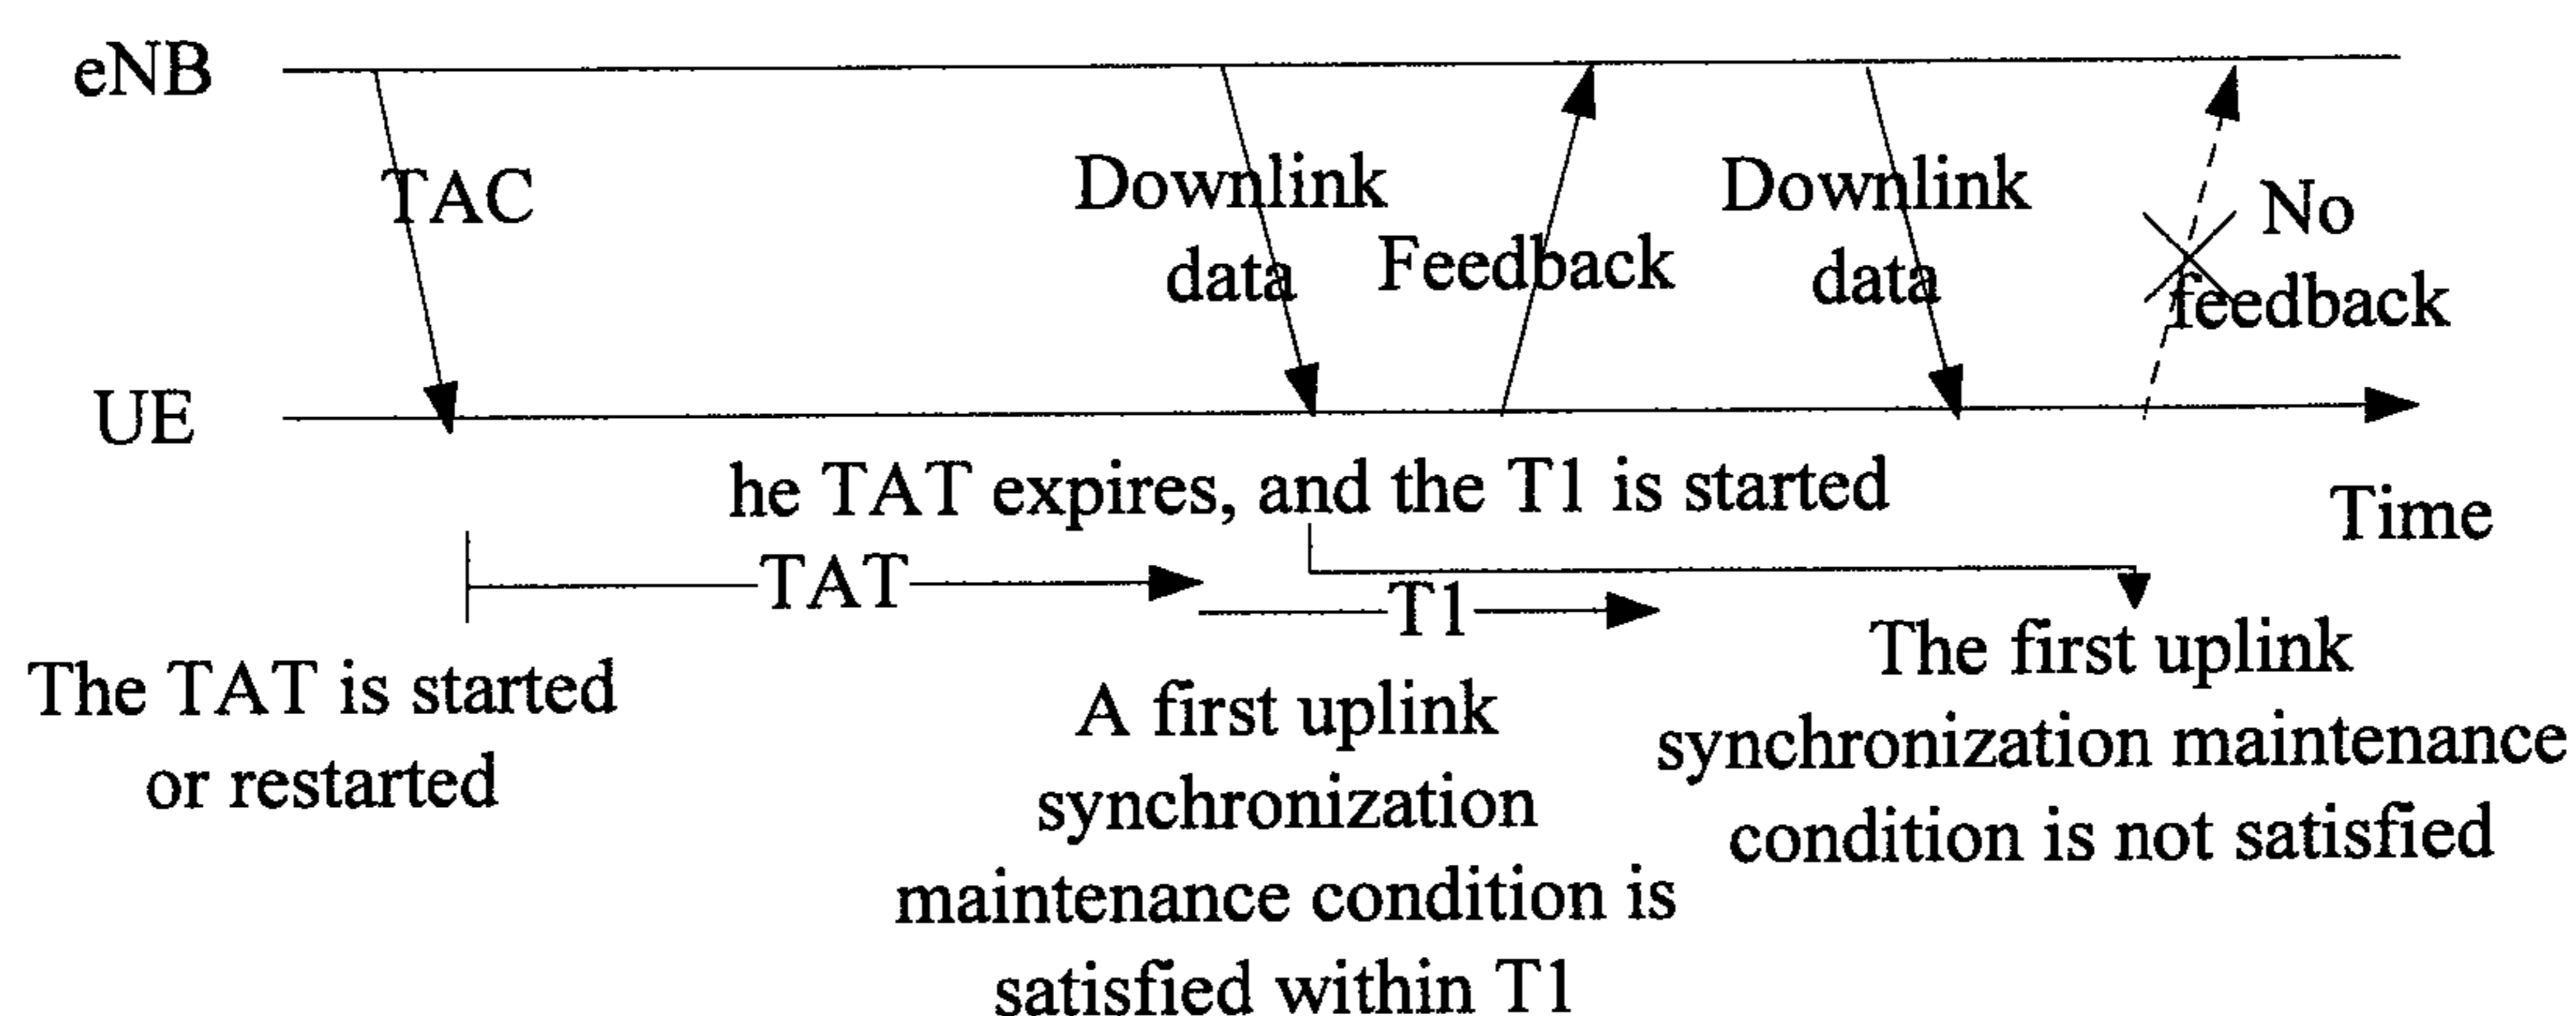 eNB
TAC
Downlink
data
Feedback
Downlink
data
No
feedback
UE
he TAT expires, and the T1 is started
Time
TAT
T1
The TAT is started
or restarted
A first uplink
synchronization
maintenance condition is
satisfied within T1
The first uplink
synchronization maintenance
condition is not satisfied